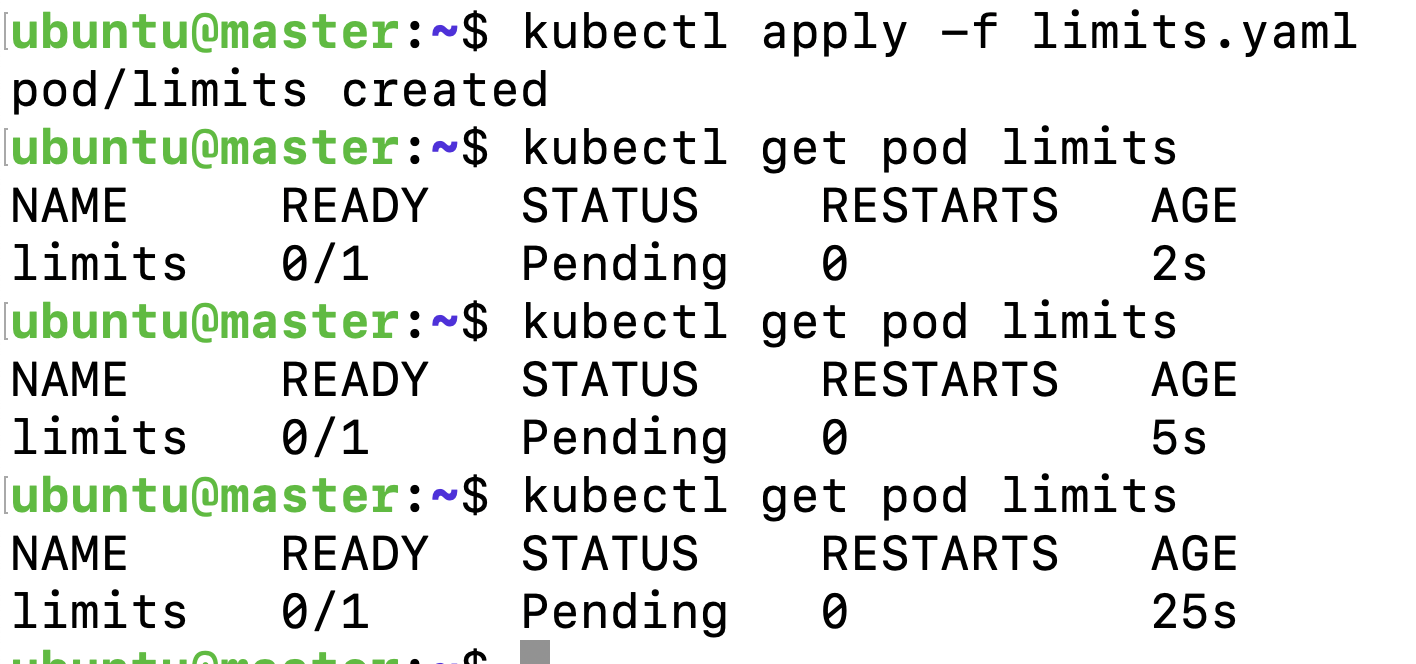 ubuntu@master:~$ kubectl apply -f limits.yaml
pod/limits created
ubuntu@master:~$ kubectl get pod limits
NAME     READY   STATUS    RESTARTS   AGE
limits   0/1     Pending   0          2s
ubuntu@master:~$ kubectl get pod limits
NAME     READY   STATUS    RESTARTS   AGE
limits   0/1     Pending   0          5s
ubuntu@master:~$ kubectl get pod limits
NAME     READY   STATUS    RESTARTS   AGE
limits   0/1     Pending   0          25s
ubuntu@master:~$